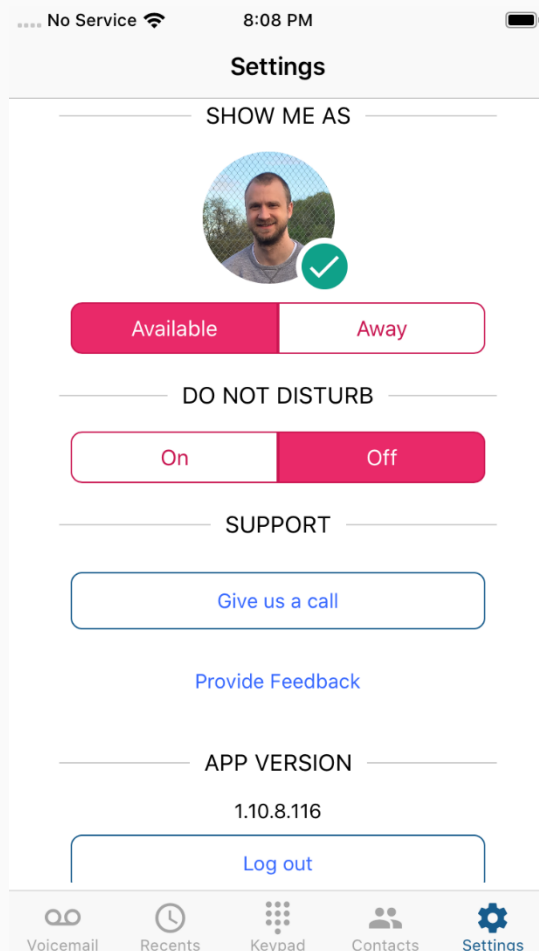 No Service 8:08 PM
Settings
SHOW ME AS
Available Away
DO NOT DISTURB
On Off
SUPPORT
Give us a call
Provide Feedback
APP VERSION
1.10.8.116
Log out
Voicemail Recents Keypad Contacts Settings